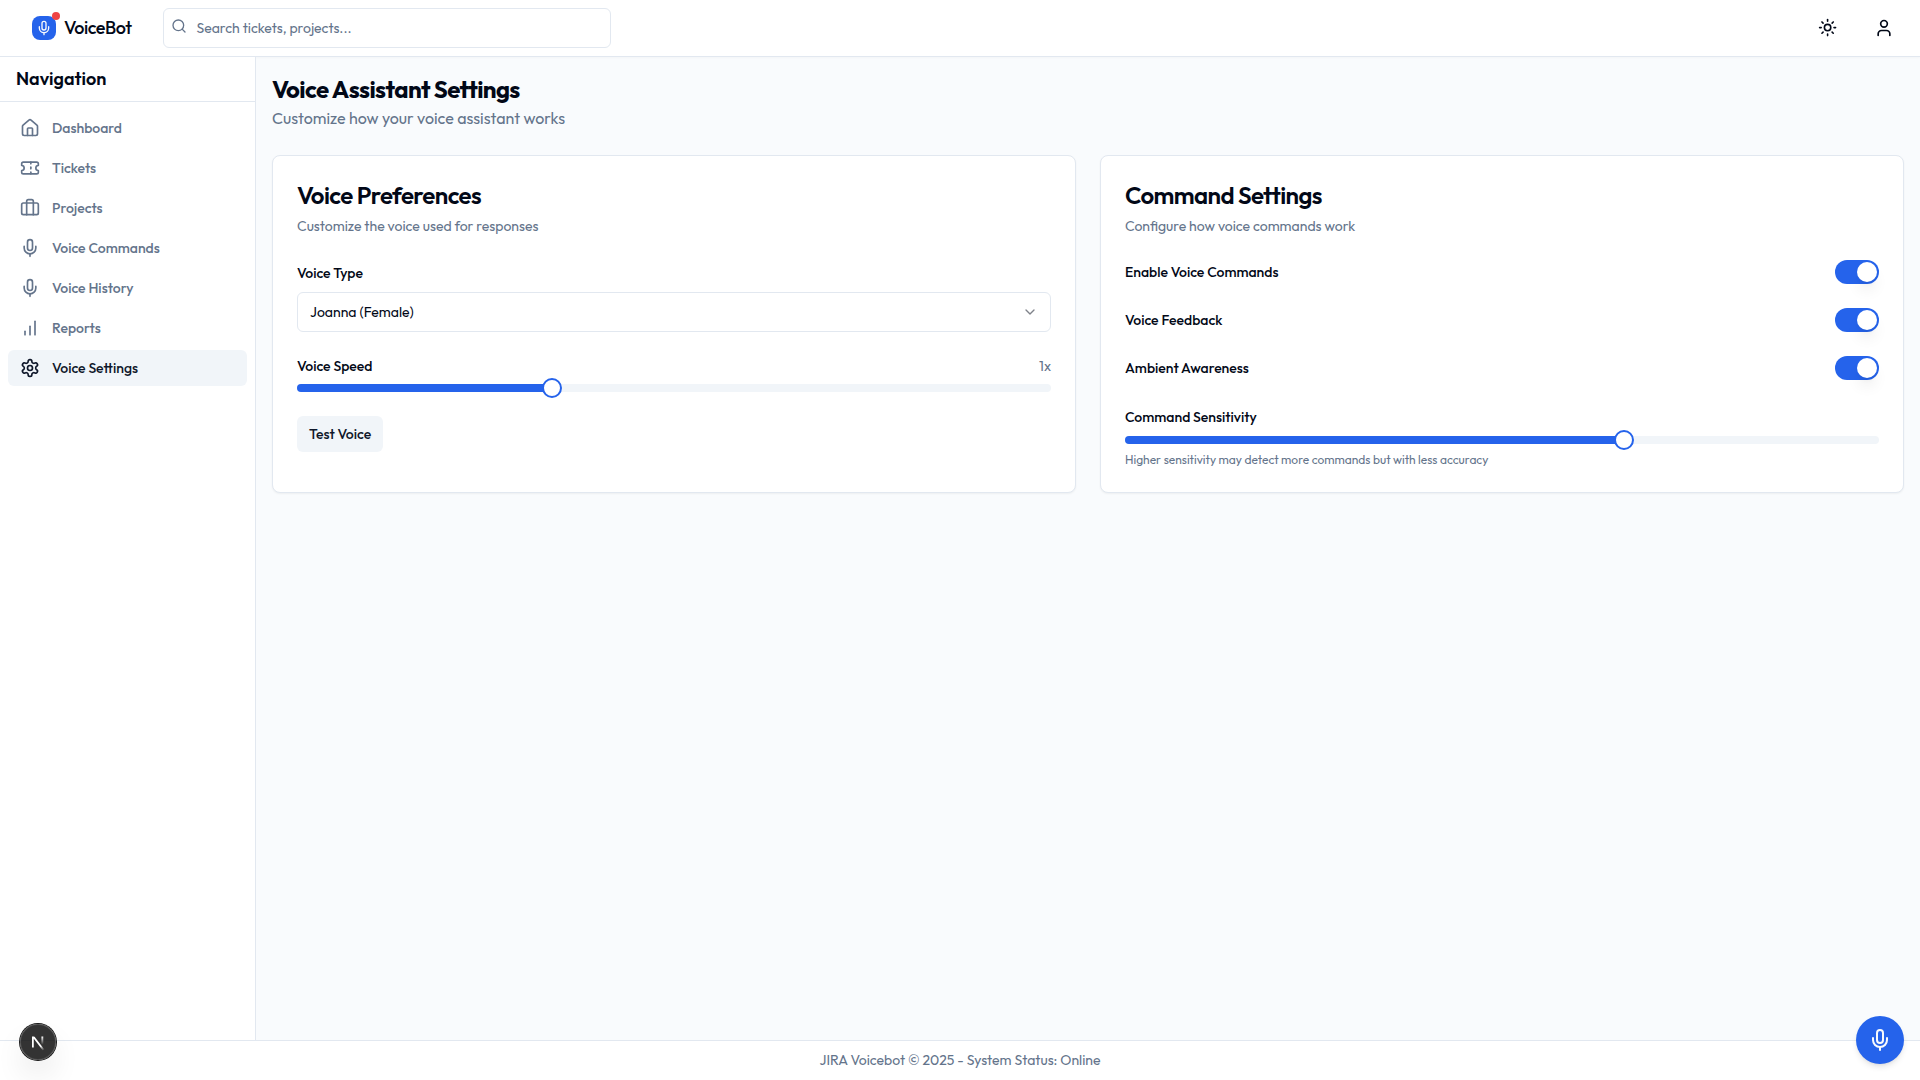 VoiceBot
Search tickets, projects...
Navigation
Dashboard
Tickets
Projects
Voice Commands
Voice History
Reports
Voice Settings
Voice Assistant Settings
Customize how your voice assistant works
Voice Preferences
Customize the voice used for responses
Voice Type
Joanna (Female)
Voice Speed 1x
Test Voice
Command Settings
Configure how voice commands work
Enable Voice Commands
Voice Feedback
Ambient Awareness
Command Sensitivity
Higher sensitivity may detect more commands but with less accuracy
N
JIRA Voicebot © 2025 - System Status: Online